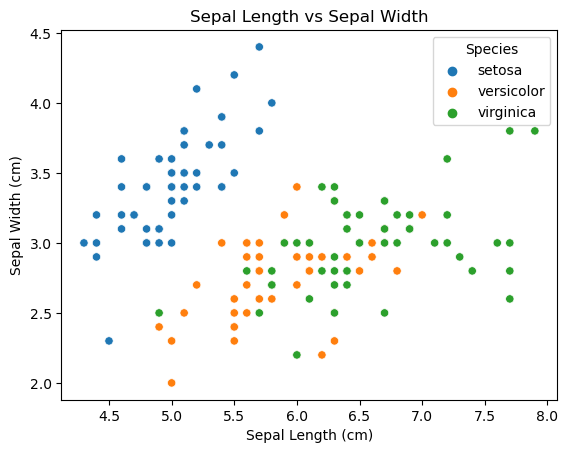 Sepal Length vs Sepal Width
Species
setosa
versicolor
virginica
4.5
4.0
3.5
3.0
2.5
2.0
Sepal Width (cm)
4.5 5.0 5.5 6.0 6.5 7.0 7.5 8.0
Sepal Length (cm)